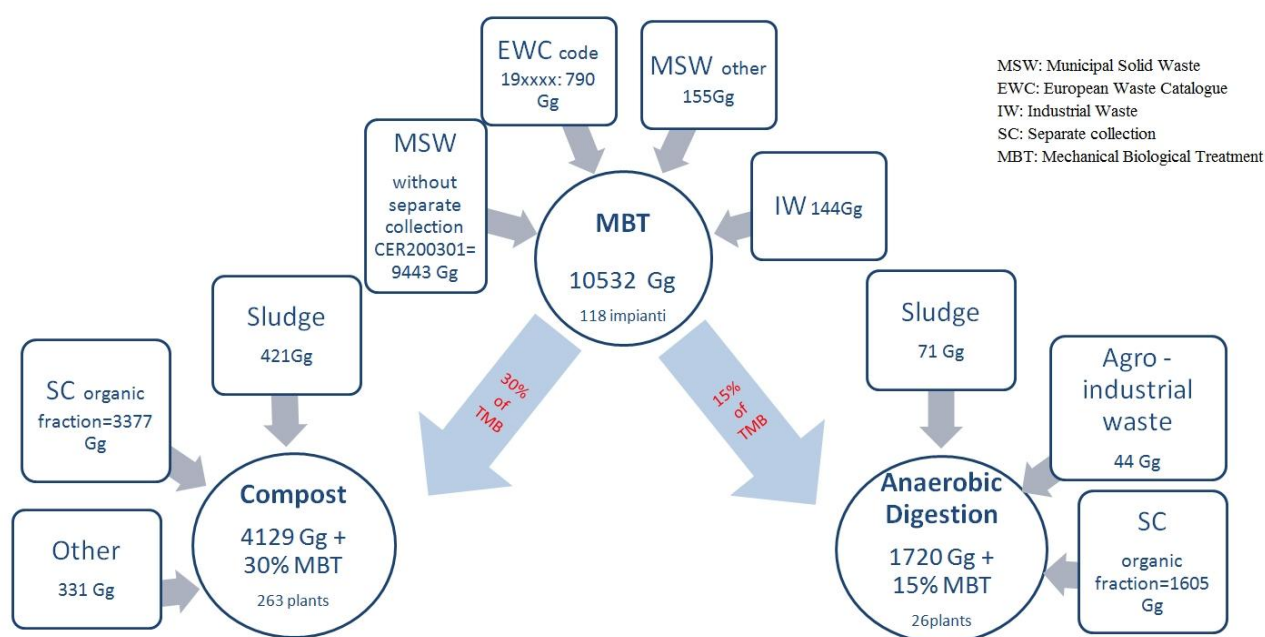 EWC code
19xxxx: 790
Gg
MSW other
155Gg
MSW: Municipal Solid Waste
EWC: European Waste Catalogue
IW: Industrial Waste
SC: Separate collection
MBT: Mechanical Biological Treatment
MSW
without
separate
collection
CER200301=
9443 Gg
MBT
10532 Gg
118 impianti
IW 144Gg
Sludge
421Gg
Sludge
71 Gg
SC organic
fraction=3377
Gg
30%
of
TMB
15%
of
TMB
Agro -
industrial
waste
44 Gg
Other
331 Gg
Compost
4129 Gg +
30% MBT
263 plants
Anaerobic
Digestion
1720 Gg +
15% MBT
26plants
SC
organic
fraction=1605
Gg